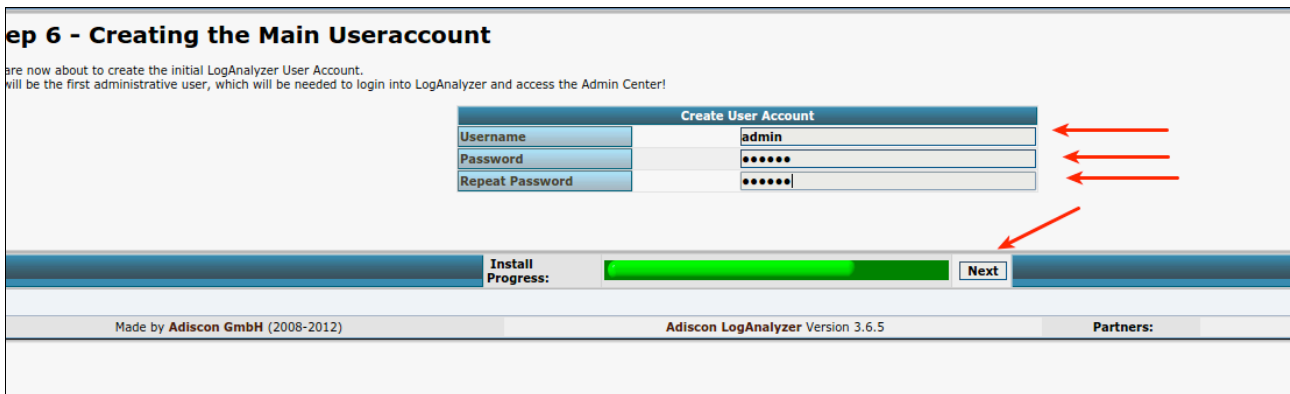 ep 6 - Creating the Main Useraccount
are now about to create the initial LogAnalyzer User Account.
will be the first administrative user, which will be needed to login into LogAnalyzer and access the Admin Center!
Create User Account
Username admin
Password ••••••
Repeat Password ••••••
Install
Progress: Next
Made by Adiscon GmbH (2008-2012) Adiscon LogAnalyzer Version 3.6.5 Partners: